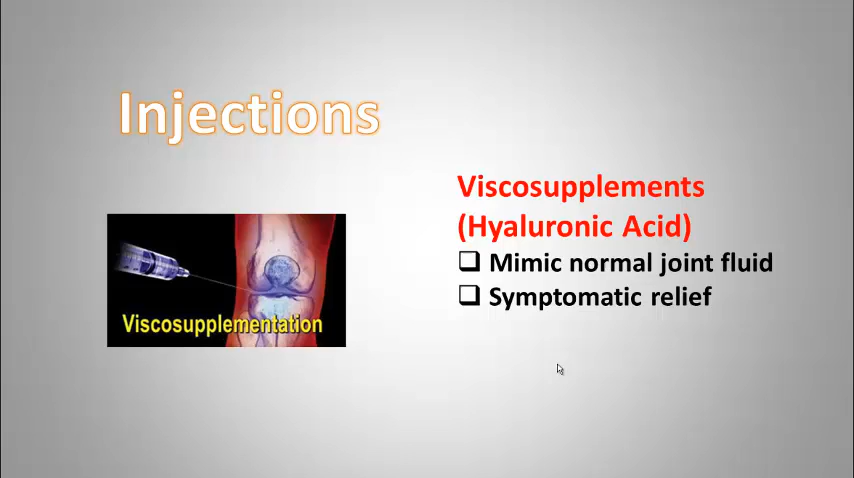 Injections
Viscosupplements
(Hyaluronic Acid)
❑ Mimic normal joint fluid
❑ Symptomatic relief
Viscosupplementation